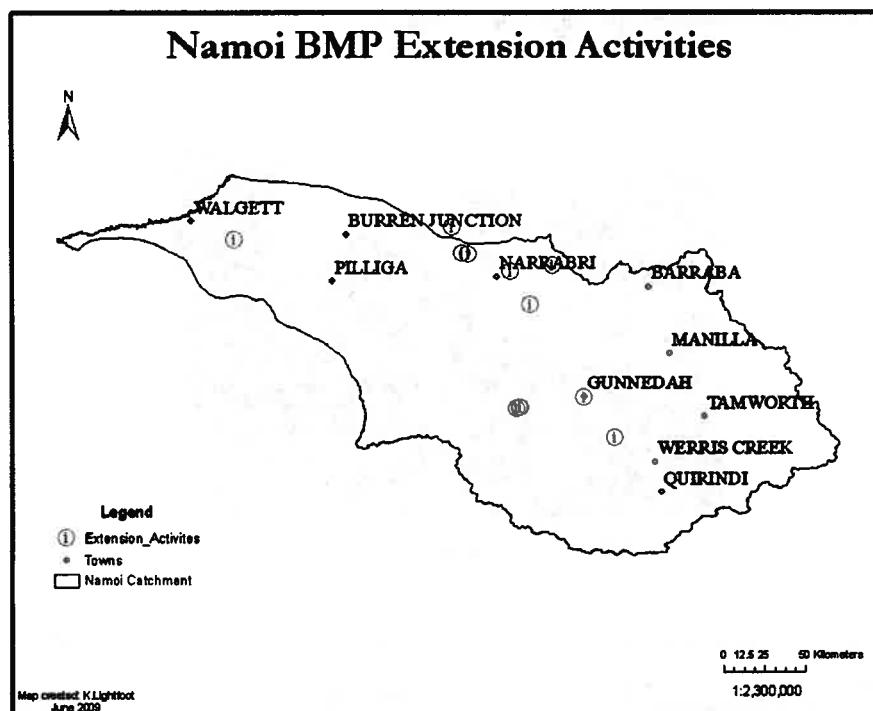 Namoi BMP Extension Activities
N
WALGETT
BURREN JUNCTION
PILLIGA
NARRABRI
BARRABA
MANILLA
GUNNEDAH
TAMWORTH
WERRIS CREEK
QUIRINDI
Legend
Extension_Activites
Towns
Namoi Catchment
0 12.5 25 50 Kilometers
1:2,300,000
Map created: K.Lightfoot
June 2009